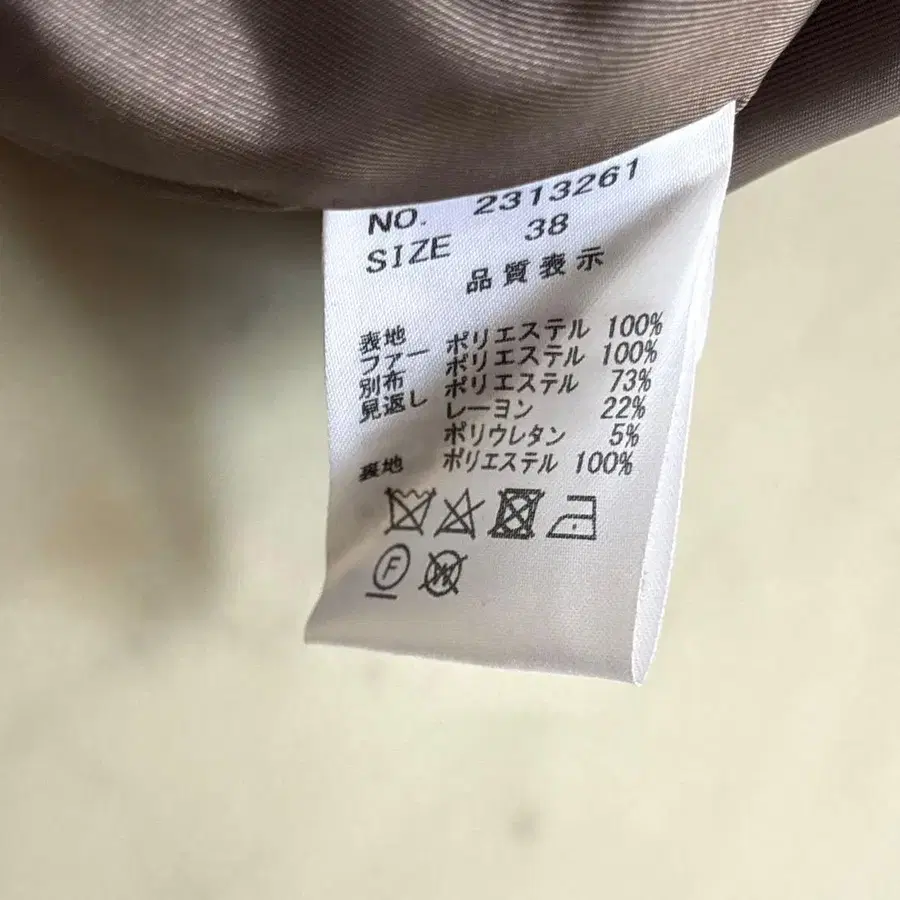 NO. 2313261
SIZE 38
品質表示
表地 ポリエステル 100%
ファー ポリエステル 100%
別布 ポリエステル 73%
見返し レーヨン 22%
ポリウレタン 5%
裏地 ポリエステル 100%
F
W